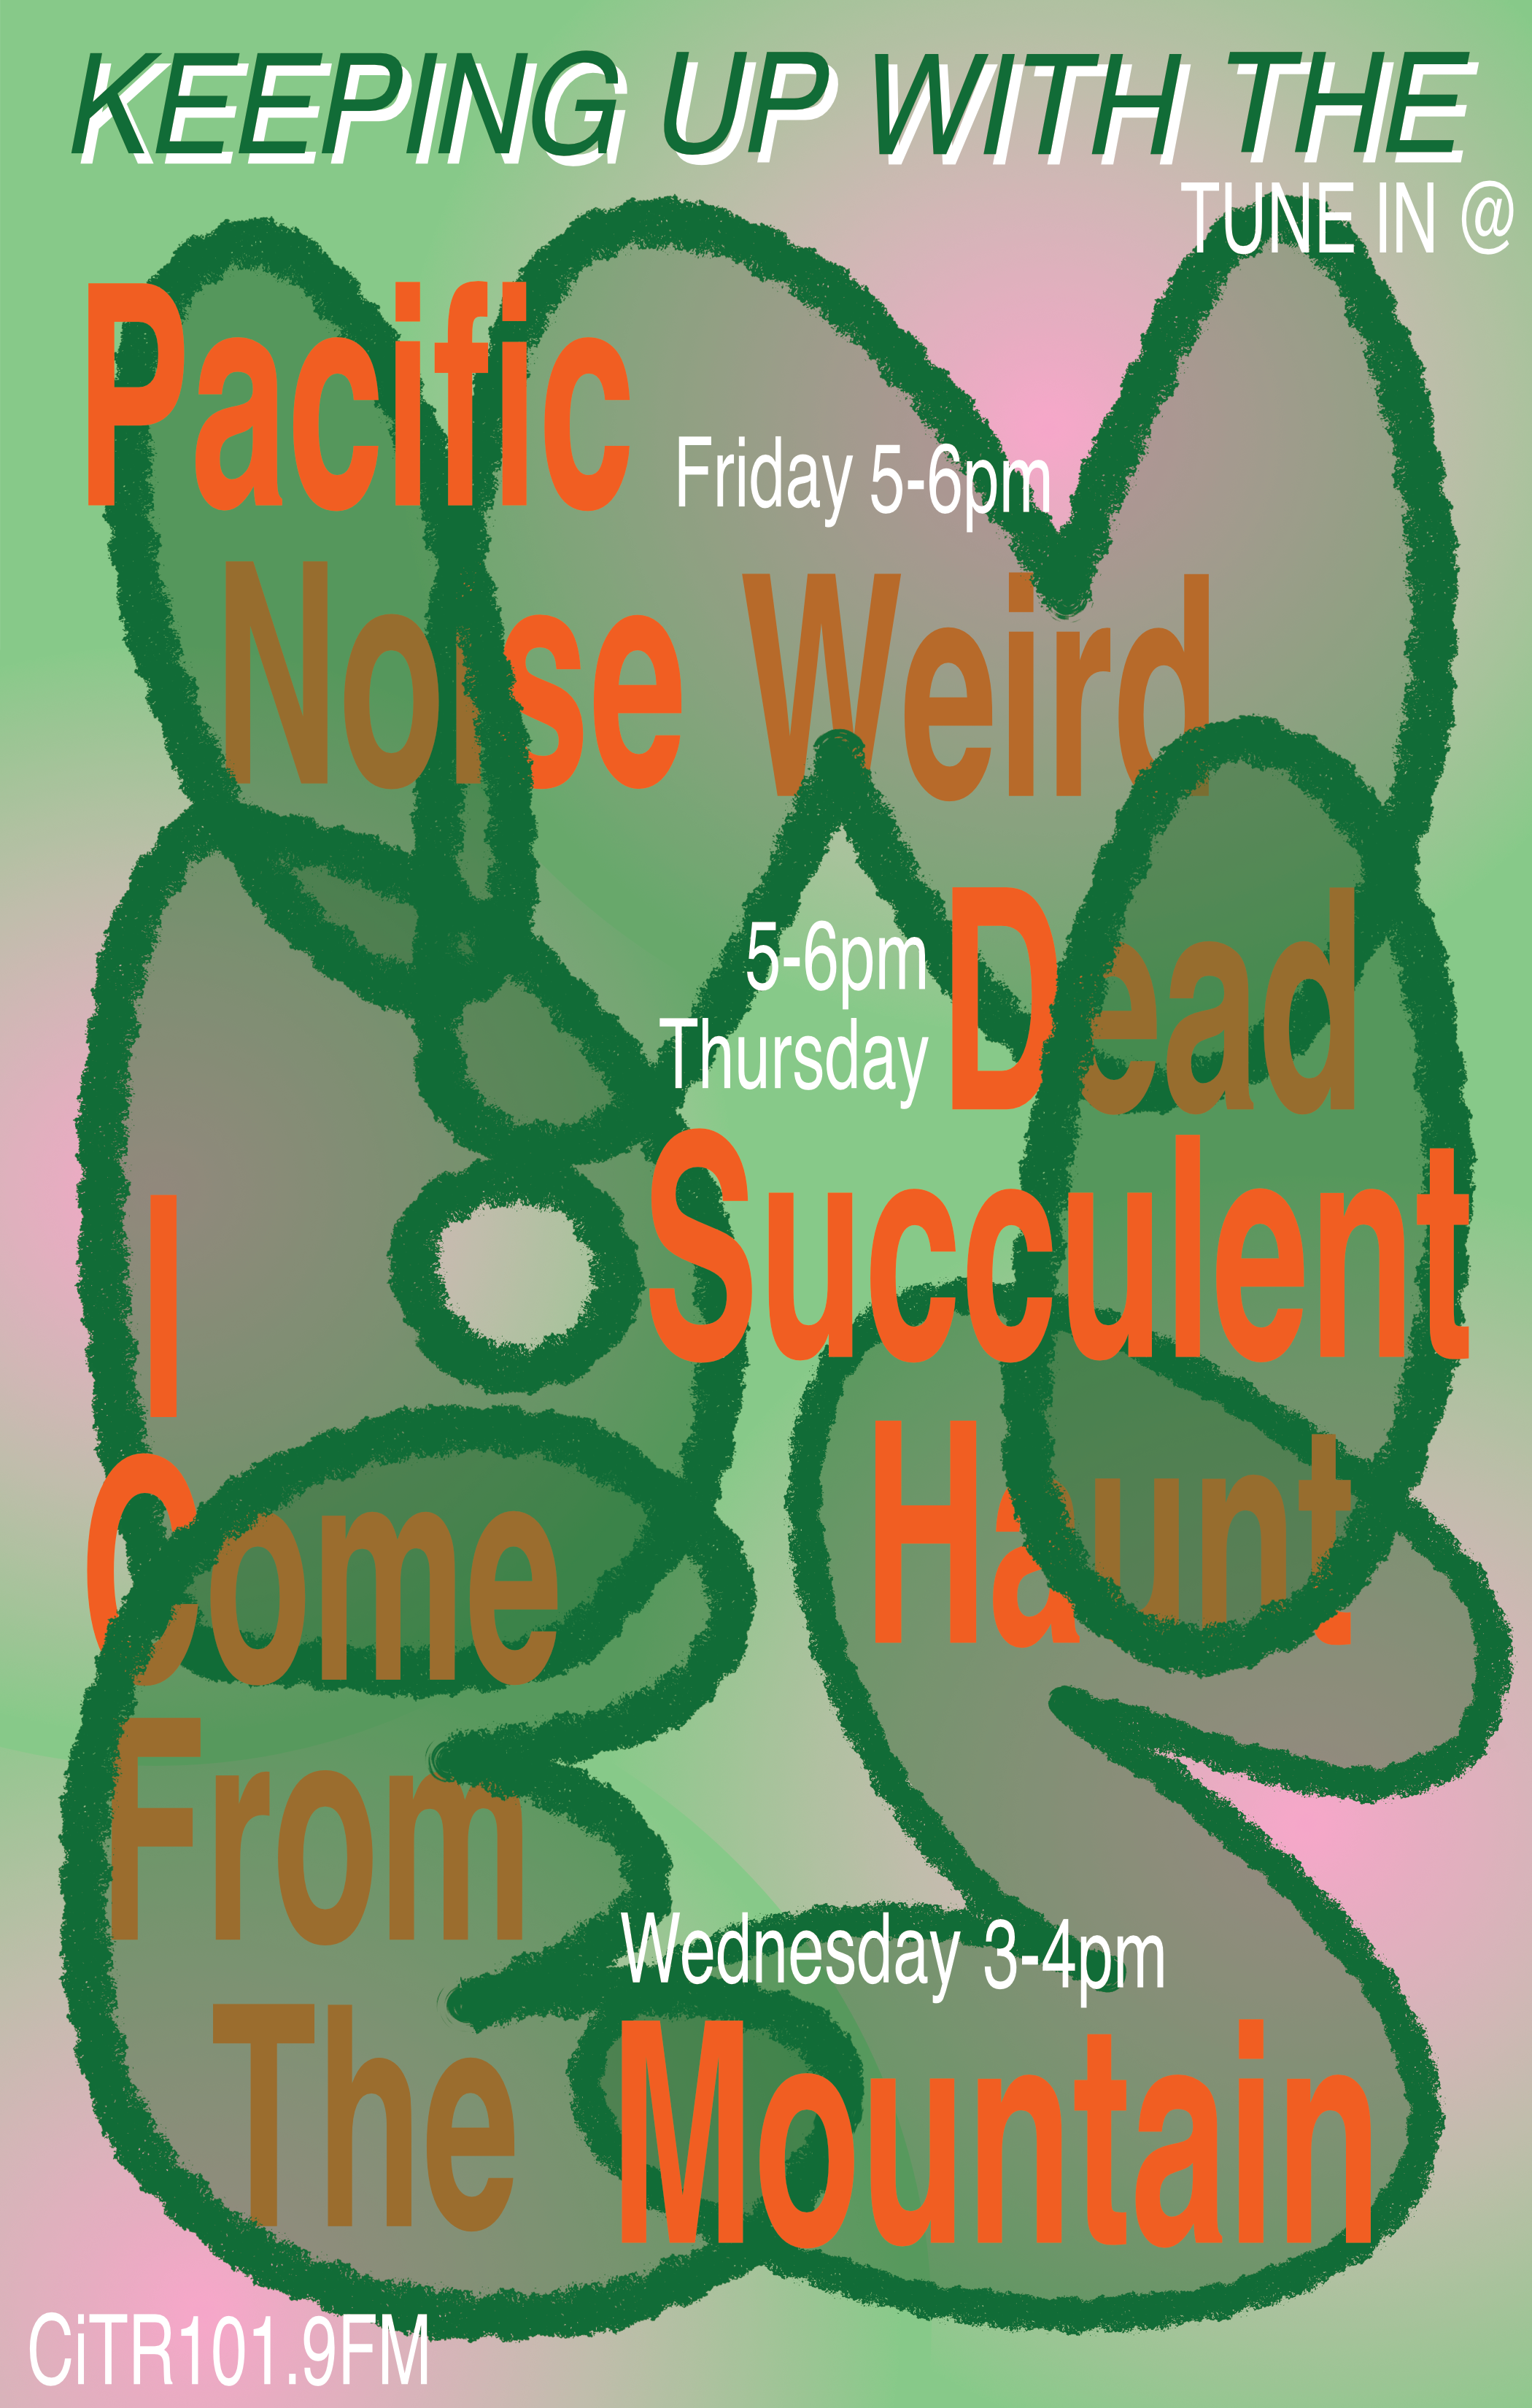 KEEPING UP WITH THE
TUNE IN @
Pacific
Friday 5-6pm
Noise Weird
5-6pm
Thursday
Dead
Succulent
Haunt
I
Come
From
The
Wednesday 3-4pm
Mountain
CiTR101.9FM